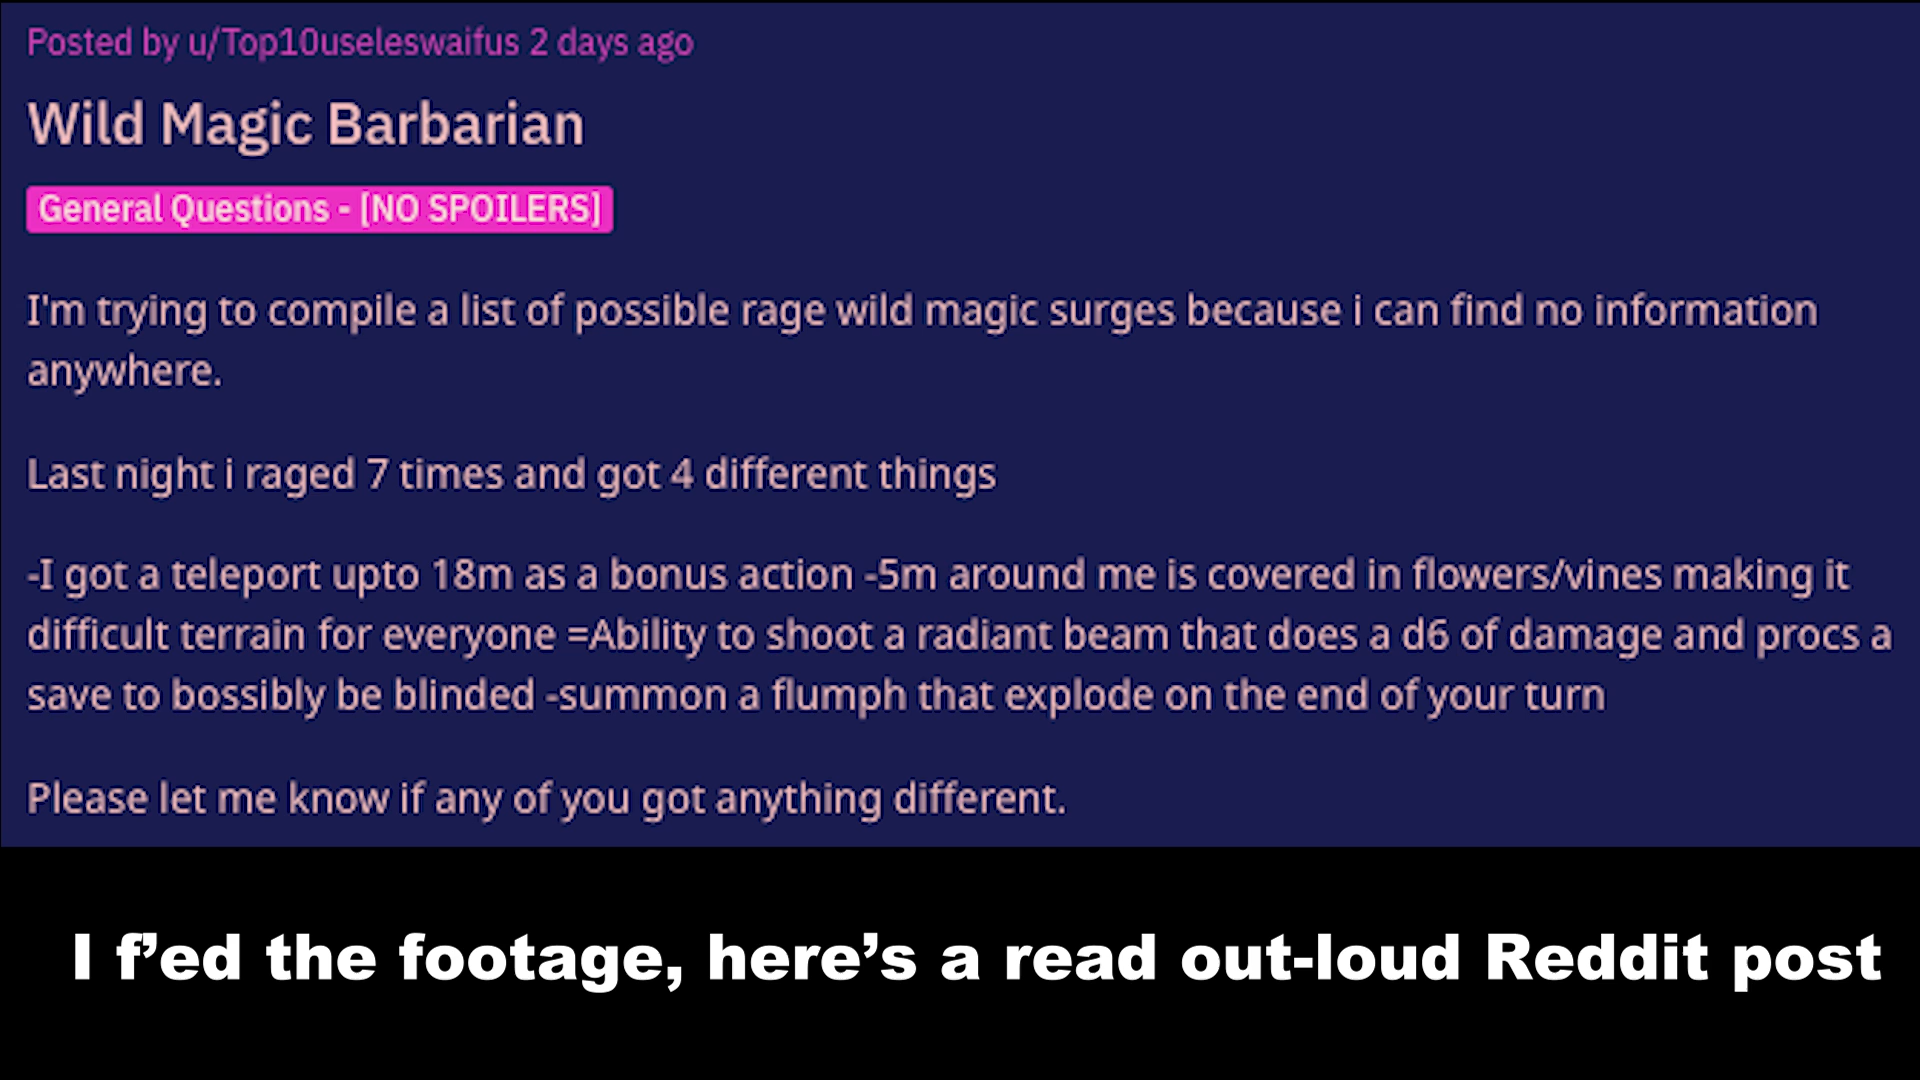 Posted by u/Top10useleswaifus 2 days ago
Wild Magic Barbarian
General Questions - [NO SPOILERS]
I'm trying to compile a list of possible rage wild magic surges because i can find no information
anywhere.
Last night i raged 7 times and got 4 different things
-I got a teleport upto 18m as a bonus action -5m around me is covered in flowers/vines making it
difficult terrain for everyone =Ability to shoot a radiant beam that does a d6 of damage and procs a
save to bossibly be blinded -summon a flumph that explode on the end of your turn
Please let me know if any of you got anything different.
I f’ed the footage, here’s a read out-loud Reddit post